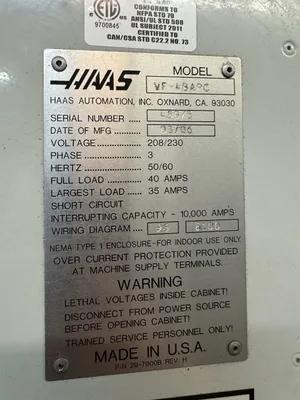 CONFORMS TO
NFPA STD 79
ANSI/UL STD 508
UL SUBJECT 2011
CERTIFIED TO
CAN/CSA STD C22.2 NO. 73
ETL
9700845
HAAS
MODEL
HAAS AUTOMATION, INC. OXNARD, CA. 93030
SERIAL NUMBER
DATE OF MFG
VOLTAGE 208/230
PHASE 3
HERTZ 50/60
FULL LOAD 40 AMPS
LARGEST LOAD 35 AMPS
SHORT CIRCUIT
INTERRUPTING CAPACITY - 10,000 AMPS
WIRING DIAGRAM
NEMA TYPE 1 ENCLOSURE-FOR INDOOR USE ONLY
OVER CURRENT PROTECTION PROVIDED
AT MACHINE SUPPLY TERMINALS.
WARNING
LETHAL VOLTAGES INSIDE CABINET!
DISCONNECT FROM POWER SOURCE
BEFORE OPENING CABINET!
TRAINED SERVICE PERSONNEL ONLY!
MADE IN U.S.A.
P/N 29-7900B REV. H